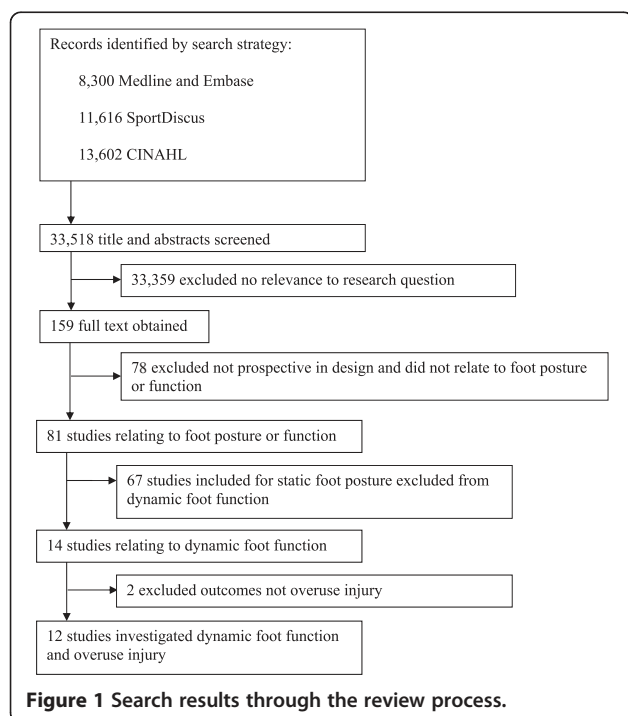 Records identified by search strategy:
8,300 Medline and Embase
11,616 SportDiscus
13,602 CINAHL
33,518 title and abstracts screened
33,359 excluded no relevance to research question
159 full text obtained
78 excluded not prospective in design and did not relate to foot posture
or function
81 studies relating to foot posture or function
67 studies included for static foot posture excluded from
dynamic foot function
14 studies relating to dynamic foot function
2 excluded outcomes not overuse injury
12 studies investigated dynamic foot function
and overuse injury
Figure 1 Search results through the review process.